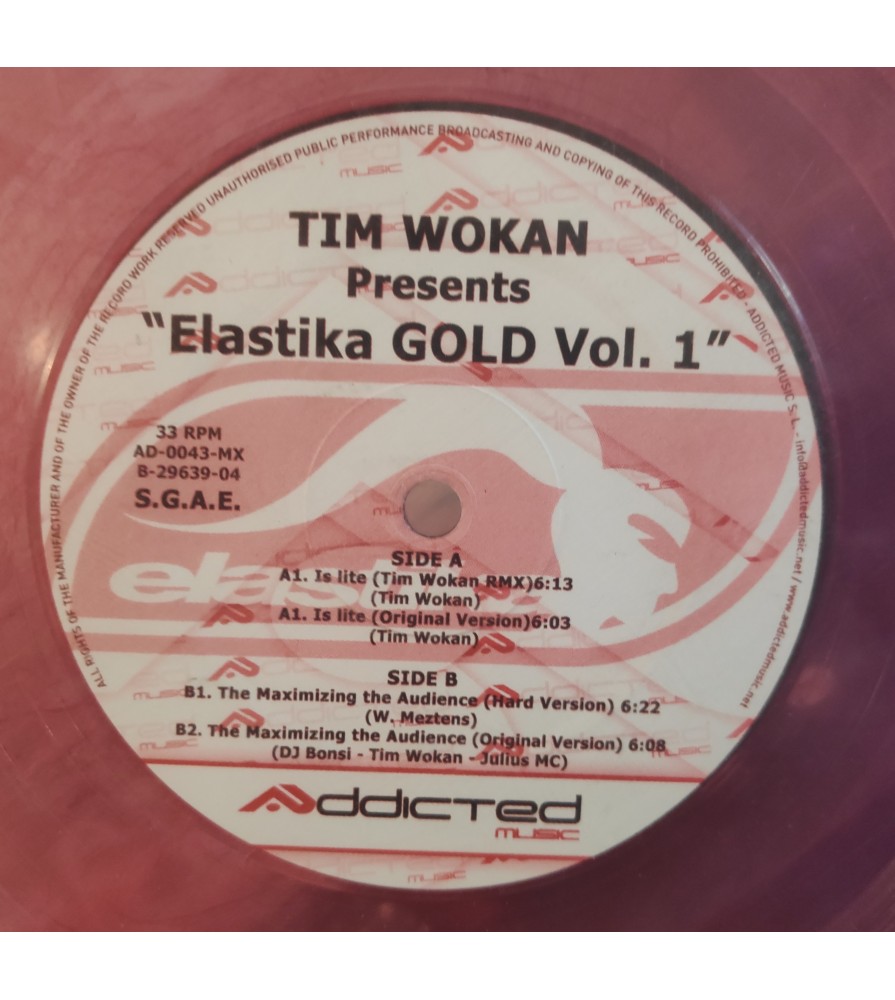 ALL RIGHTS OF THE MANUFACTURER AND OF THE OWNER OF THE RECORD WORK RESERVED UNAUTHORISED PUBLIC PERFORMANCE BROADCASTING AND COPYING OF THIS RECORD PROHIBITED - ADDICTED MUSIC S. L. - info@addictedmusic.net / www.addictedmusic.net
TIM WOKAN
Presents
“Elastika GOLD Vol. 1”
33 RPM
AD-0043-MX
B-29639-04
S.G.A.E.
SIDE A
A1. Is lite (Tim Wokan RMX)6:13
(Tim Wokan)
A1. Is lite (Original Version)6:03
(Tim Wokan)
SIDE B
B1. The Maximizing the Audience (Hard Version) 6:22
(W. Meztens)
B2. The Maximizing the Audience (Original Version) 6:08
(DJ Bonsi - Tim Wokan - Julius MC)
Addicted
music